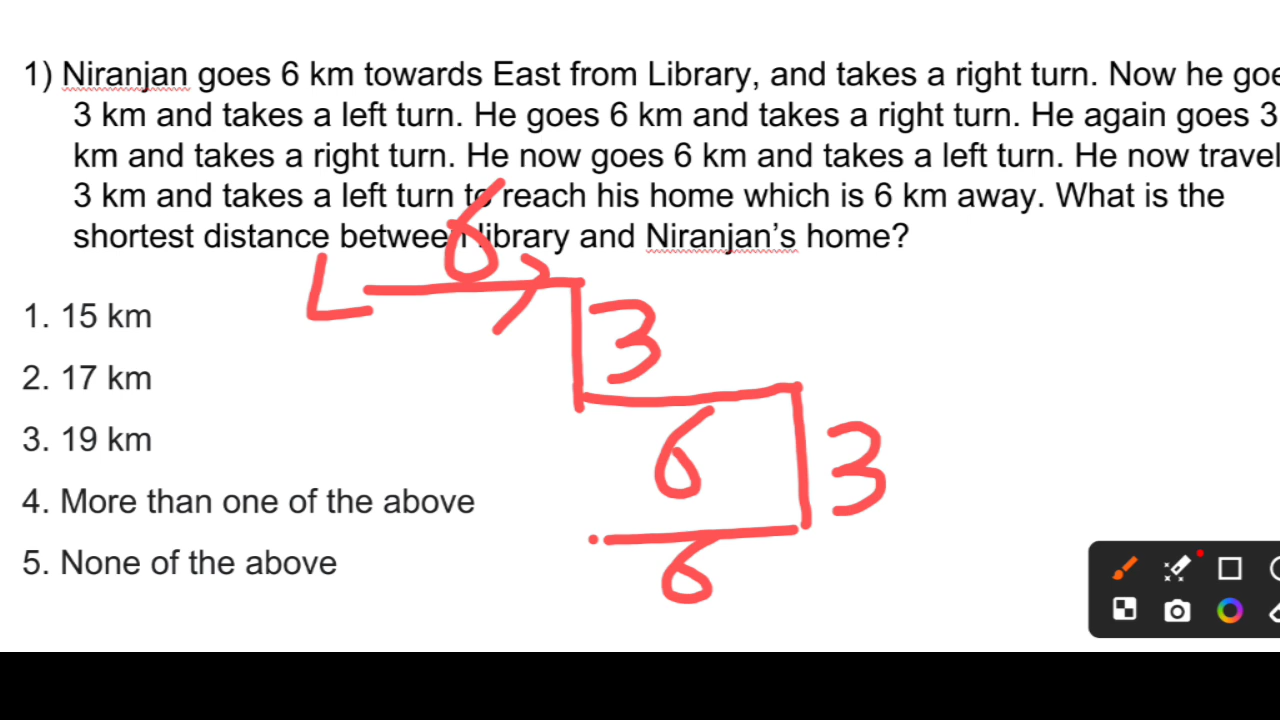 1) Niranjan goes 6 km towards East from Library, and takes a right turn. Now he goe
3 km and takes a left turn. He goes 6 km and takes a right turn. He again goes 3
km and takes a right turn. He now goes 6 km and takes a left turn. He now travel
3 km and takes a left turn to reach his home which is 6 km away. What is the
shortest distance between library and Niranjan's home?
6
L
1. 15 km
3
2. 17 km
3. 19 km
6
3
4. More than one of the above
5. None of the above
6